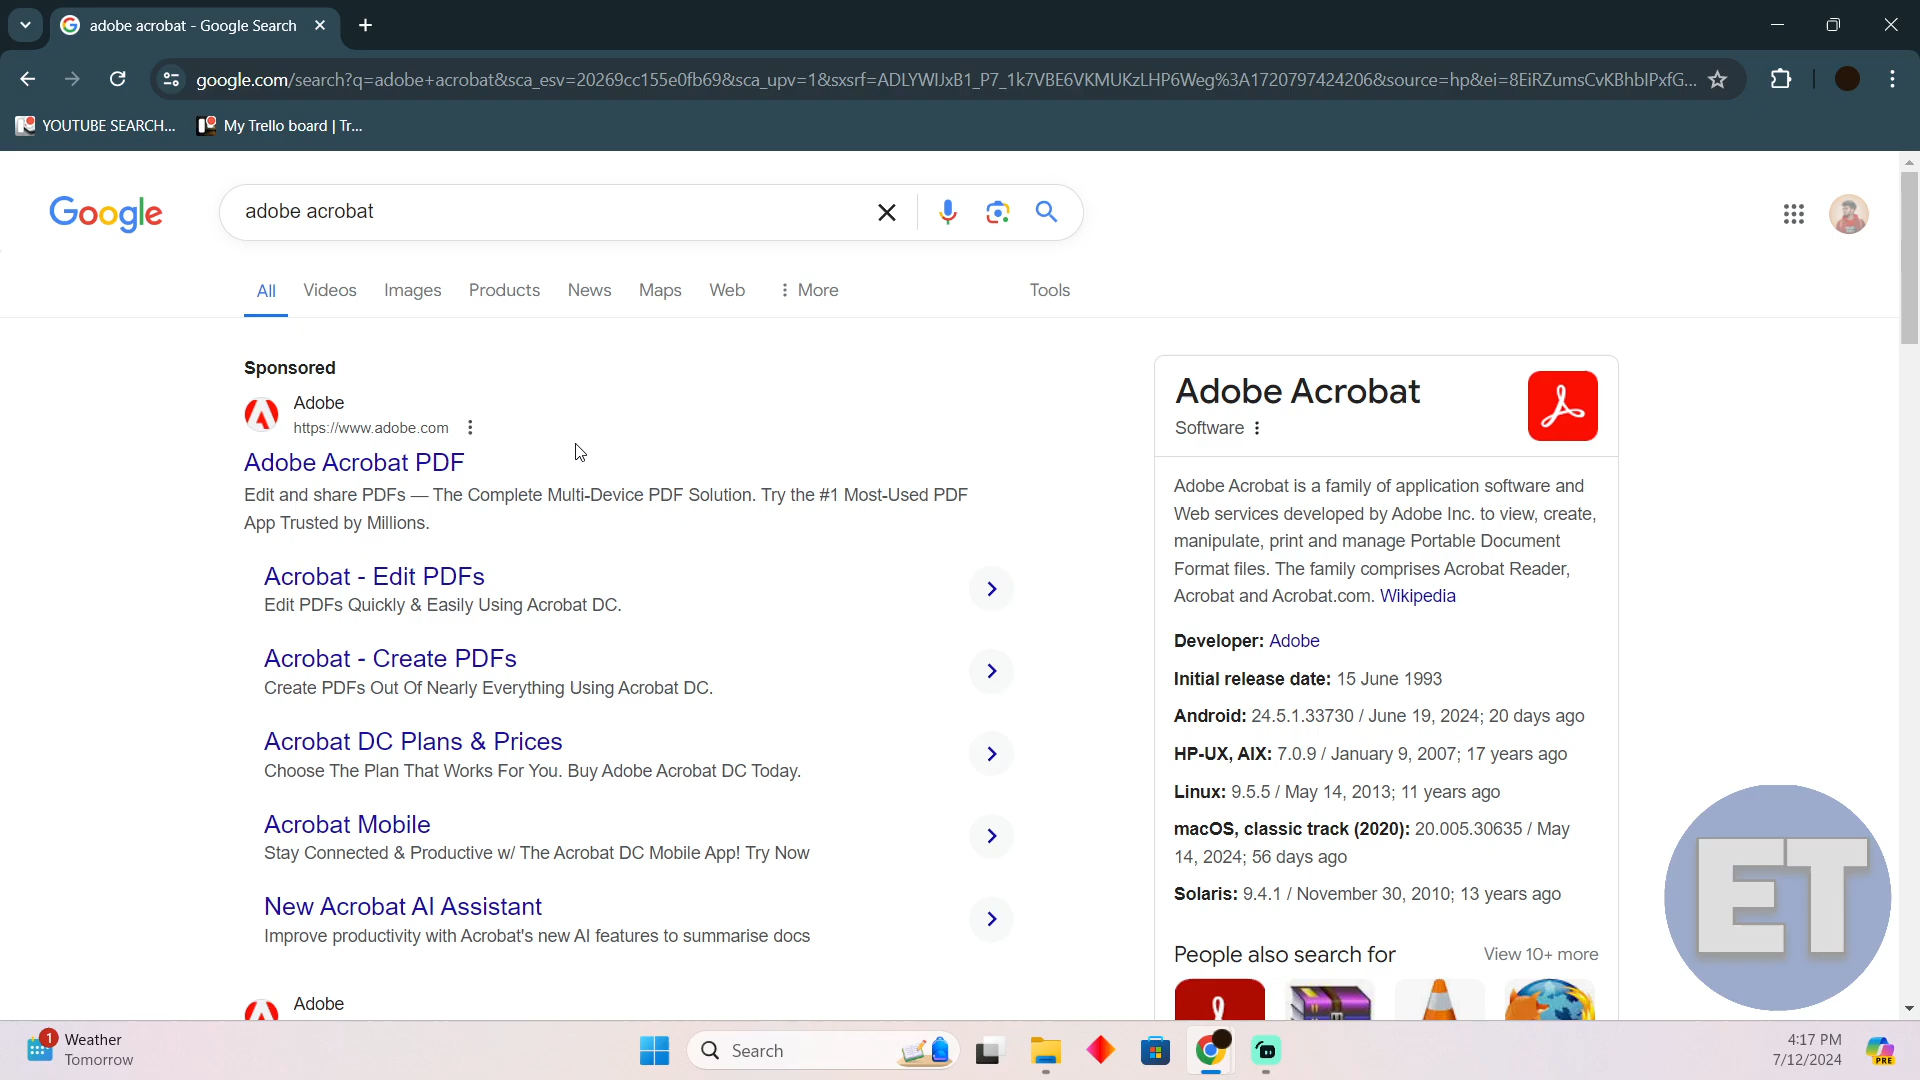 adobe acrobat - Google Search
google.com/search?q=adobe+acrobat&sca_esv=20269cc155e0fb69&sca_upv=1&sxsrf=ADLYWIJxB1_P7_1k7VBE6VKMUKzLHP6Weg%3A1720797424206&source=hp&ei=8EiRZumsCvKBhbIPxfG...
YOUTUBE SEARCH...
My Trello board | Tr...
Google
adobe acrobat
All
Videos
Images
Products
News
Maps
Web
More
Tools
Sponsored
Adobe
https://www.adobe.com
Adobe Acrobat PDF
Edit and share PDFs — The Complete Multi-Device PDF Solution. Try the #1 Most-Used PDF
App Trusted by Millions.
Acrobat - Edit PDFs
Edit PDFs Quickly & Easily Using Acrobat DC.
Acrobat - Create PDFs
Create PDFs Out Of Nearly Everything Using Acrobat DC.
Acrobat DC Plans & Prices
Choose The Plan That Works For You. Buy Adobe Acrobat DC Today.
Acrobat Mobile
Stay Connected & Productive w/ The Acrobat DC Mobile App! Try Now
New Acrobat AI Assistant
Improve productivity with Acrobat's new AI features to summarise docs
Adobe
Adobe Acrobat
Software
Adobe Acrobat is a family of application software and
Web services developed by Adobe Inc. to view, create,
manipulate, print and manage Portable Document
Format files. The family comprises Acrobat Reader,
Acrobat and Acrobat.com. Wikipedia
Developer: Adobe
Initial release date: 15 June 1993
Android: 24.5.1.33730 / June 19, 2024; 20 days ago
HP-UX, AIX: 7.0.9 / January 9, 2007; 17 years ago
Linux: 9.5.5 / May 14, 2013; 11 years ago
macOS, classic track (2020): 20.005.30635 / May
14, 2024; 56 days ago
Solaris: 9.4.1 / November 30, 2010; 13 years ago
People also search for
View 10+ more
ET
1
Weather
Tomorrow
Search
4:17 PM
7/12/2024
PRE